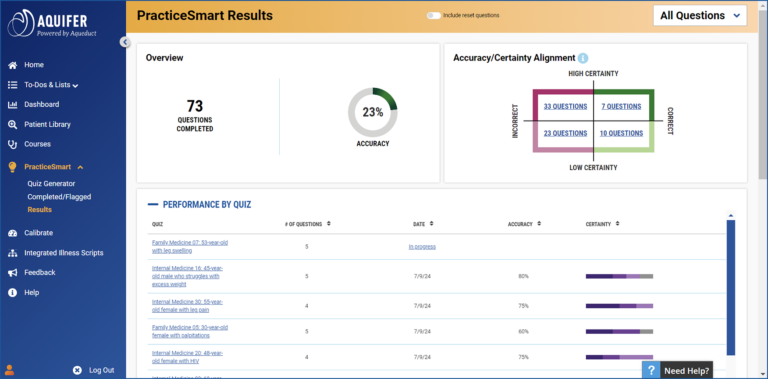 AQUIFER
Powered by Aqueduct
Home
To-Dos & Lists
Dashboard
Patient Library
Courses
PracticeSmart
Quiz Generator
Completed/Flagged
Results
Calibrate
Integrated Illness Scripts
Feedback
Help
Log Out
PracticeSmart Results
Include reset questions
All Questions
Overview
73
QUESTIONS
COMPLETED
23%
ACCURACY
Accuracy/Certainty Alignment
HIGH CERTAINTY
INCORRECT
33 QUESTIONS
7 QUESTIONS
23 QUESTIONS
10 QUESTIONS
CORRECT
LOW CERTAINTY
PERFORMANCE BY QUIZ
QUIZ # OF QUESTIONS DATE ACCURACY CERTAINTY
Family Medicine 07: 53-year-old
with leg swelling
5 In progress
Internal Medicine 16: 45-year-
old male who struggles with
excess weight
5 7/9/24 80%
Internal Medicine 30: 55-year-
old female with leg pain
4 7/9/24 75%
Family Medicine 05: 30-year-old
female with palpitations
5 7/9/24 60%
Internal Medicine 20: 48-year-
old female with HIV
4 7/9/24 75%
? Need Help?